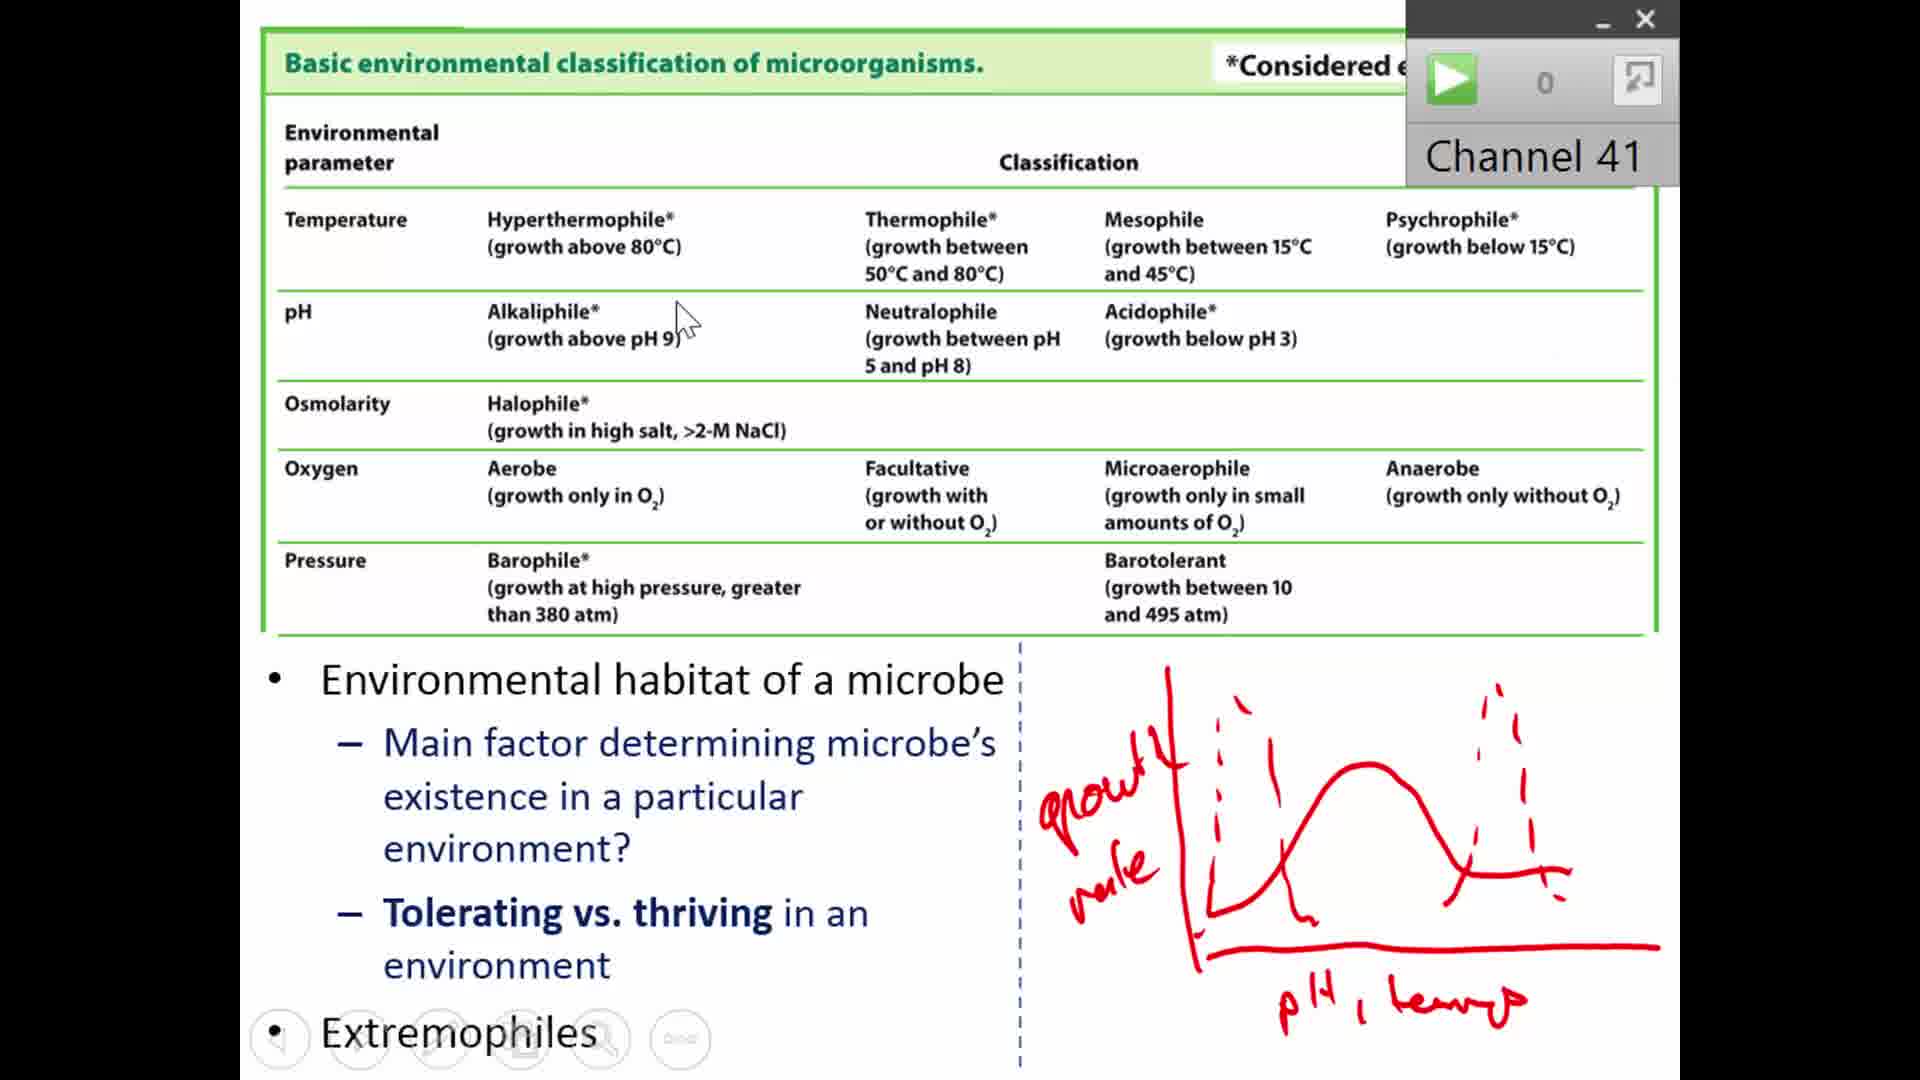 Basic environmental classification of microorganisms.
*Considered e
0
Channel 41
Environmental
parameter
Classification
Temperature
Hyperthermophile*
(growth above 80°C)
Thermophile*
(growth between
50°C and 80°C)
Mesophile
(growth between 15°C
and 45°C)
Psychrophile*
(growth below 15°C)
pH
Alkaliphile*
(growth above pH 9)
Neutralophile
(growth between pH
5 and pH 8)
Acidophile*
(growth below pH 3)
Osmolarity
Halophile*
(growth in high salt, >2-M NaCl)
Oxygen
Aerobe
(growth only in O₂)
Facultative
(growth with
or without O₂)
Microaerophile
(growth only in small
amounts of O₂)
Anaerobe
(growth only without O₂)
Pressure
Barophile*
(growth at high pressure, greater
than 380 atm)
Barotolerant
(growth between 10
and 495 atm)
• Environmental habitat of a microbe
– Main factor determining microbe's
existence in a particular
environment?
– Tolerating vs. thriving in an
environment
• Extremophiles
growth
rate
pH, temp